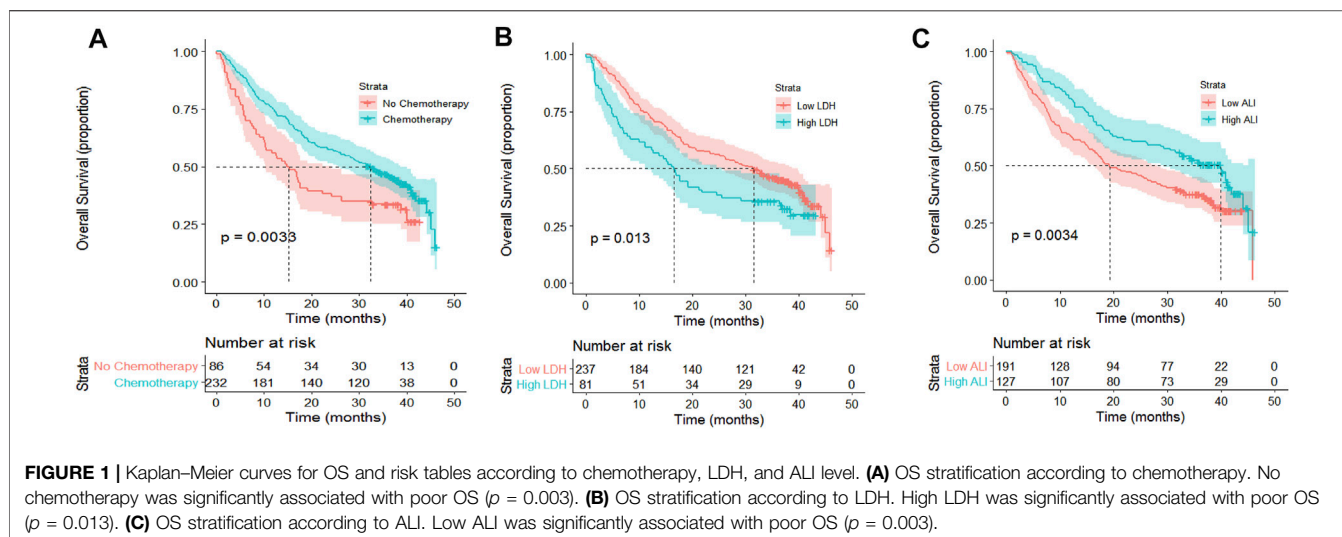 A
1.00
0.75
0.50
0.25
0.00
Overall Survival (proportion)
Strata
No Chemotherapy
Chemotherapy
p = 0.0033
0 10 20 30 40 50
Time (months)
Number at risk
Strata
No Chemotherapy 86 54 34 30 13 0
Chemotherapy 232 181 140 120 38 0
0 10 20 30 40 50
Time (months)
B
1.00
0.75
0.50
0.25
0.00
Overall Survival (proportion)
Strata
Low LDH
High LDH
p = 0.013
0 10 20 30 40 50
Time (months)
Number at risk
Strata
Low LDH 237 184 140 121 42 0
High LDH 81 51 34 29 9 0
0 10 20 30 40 50
Time (months)
C
1.00
0.75
0.50
0.25
0.00
Overall Survival (proportion)
Strata
Low ALI
High ALI
p = 0.0034
0 10 20 30 40 50
Time (months)
Number at risk
Strata
Low ALI 191 128 94 77 22 0
High ALI 127 107 80 73 29 0
0 10 20 30 40 50
Time (months)
FIGURE 1 | Kaplan–Meier curves for OS and risk tables according to chemotherapy, LDH, and ALI level. (A) OS stratification according to chemotherapy. No
chemotherapy was significantly associated with poor OS (p = 0.003). (B) OS stratification according to LDH. High LDH was significantly associated with poor OS
(p = 0.013). (C) OS stratification according to ALI. Low ALI was significantly associated with poor OS (p = 0.003).